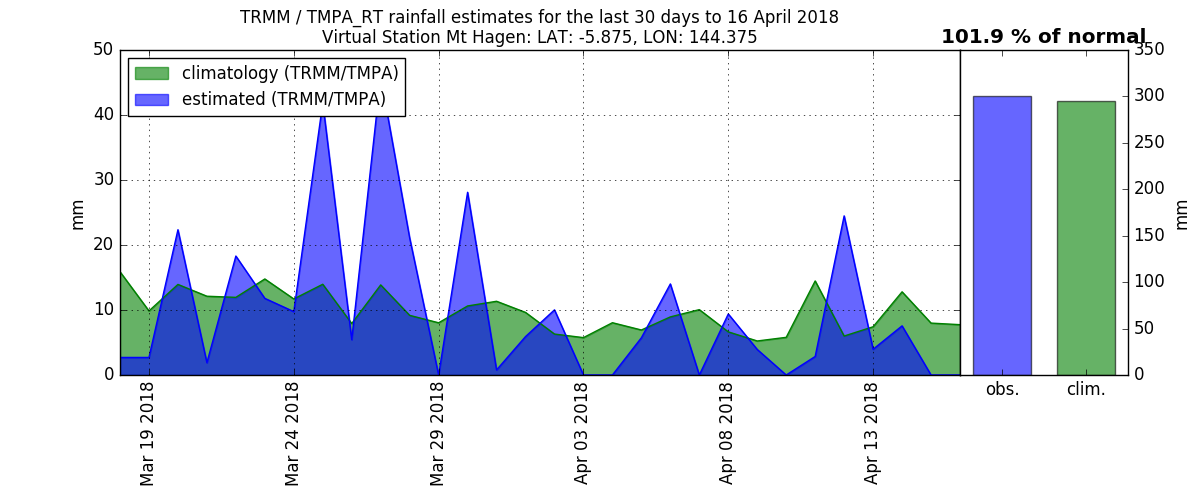 TRMM / TMPA_RT rainfall estimates for the last 30 days to 16 April 2018
Virtual Station Mt Hagen: LAT: -5.875, LON: 144.375
101.9 % of normal
climatology (TRMM/TMPA)
estimated (TRMM/TMPA)
mm
50
40
30
20
10
0
Mar 19 2018
Mar 24 2018
Mar 29 2018
Apr 03 2018
Apr 08 2018
Apr 13 2018
obs.
clim.
350
300
250
200
150
100
50
0
mm